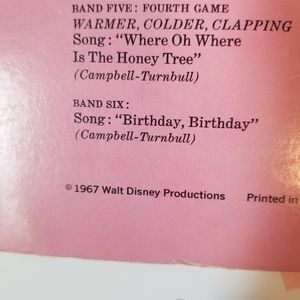 BAND FIVE: FOURTH GAME
WARMER, COLDER, CLAPPING
Song: "Where Oh Where
Is The Honey Tree"
(Campbell-Turnbull)
BAND SIX:
Song: "Birthday, Birthday"
(Campbell-Turnbull)
© 1967 Walt Disney Productions Printed in